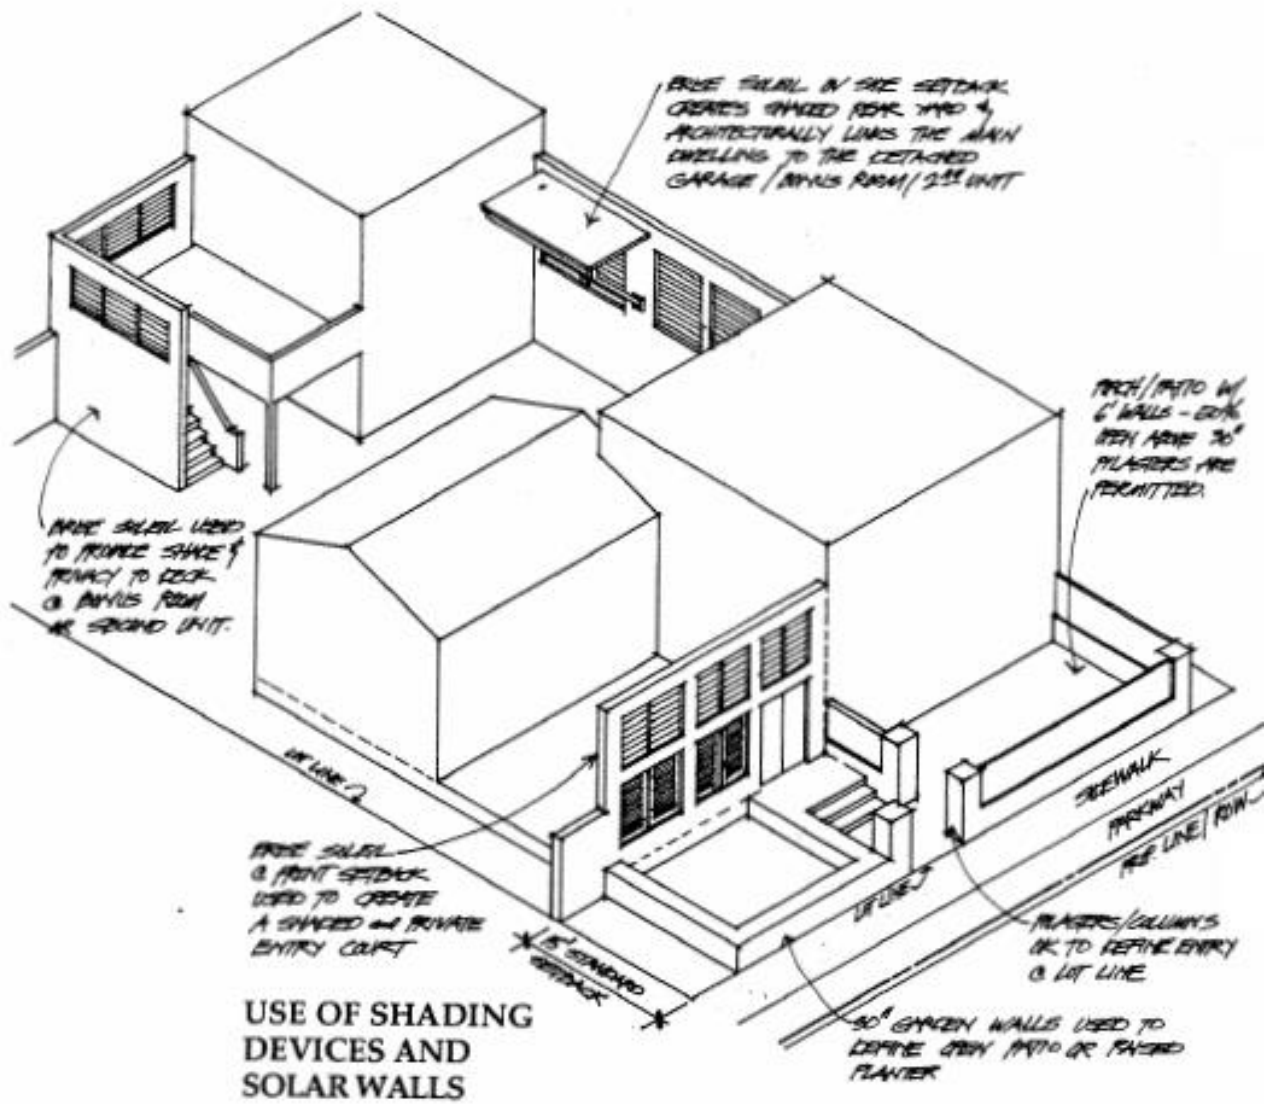 BRISE SOLEIL IN SIDE SETBACK
CREATES SHADED REAR YARD &
ARCHITECTURALLY LINKS THE MAIN
DWELLING TO THE DETACHED
GARAGE / BONUS ROOM / 2ND UNIT
PORCH/PATIO W/
6' WALLS - 50%
OPEN ABOVE 30"
PILASTERS ARE
PERMITTED.
BRISE SOLEIL USED
TO PROVIDE SHADE &
PRIVACY TO DECK
@ BONUS ROOM
OR SECOND UNIT.
LOT LINE
SIDEWALK
PARKWAY
LINE/ROW
BRISE SOLEIL
@ FRONT SETBACK
USED TO CREATE
A SHADED and PRIVATE
ENTRY COURT
LOT LINE
15' STANDARD
SETBACK
PILASTERS/COLUMNS
OK TO DEFINE ENTRY
@ LOT LINE
30" GARDEN WALLS USED TO
DEFINE OPEN PATIO OR RAISED
PLANTER
USE OF SHADING
DEVICES AND
SOLAR WALLS